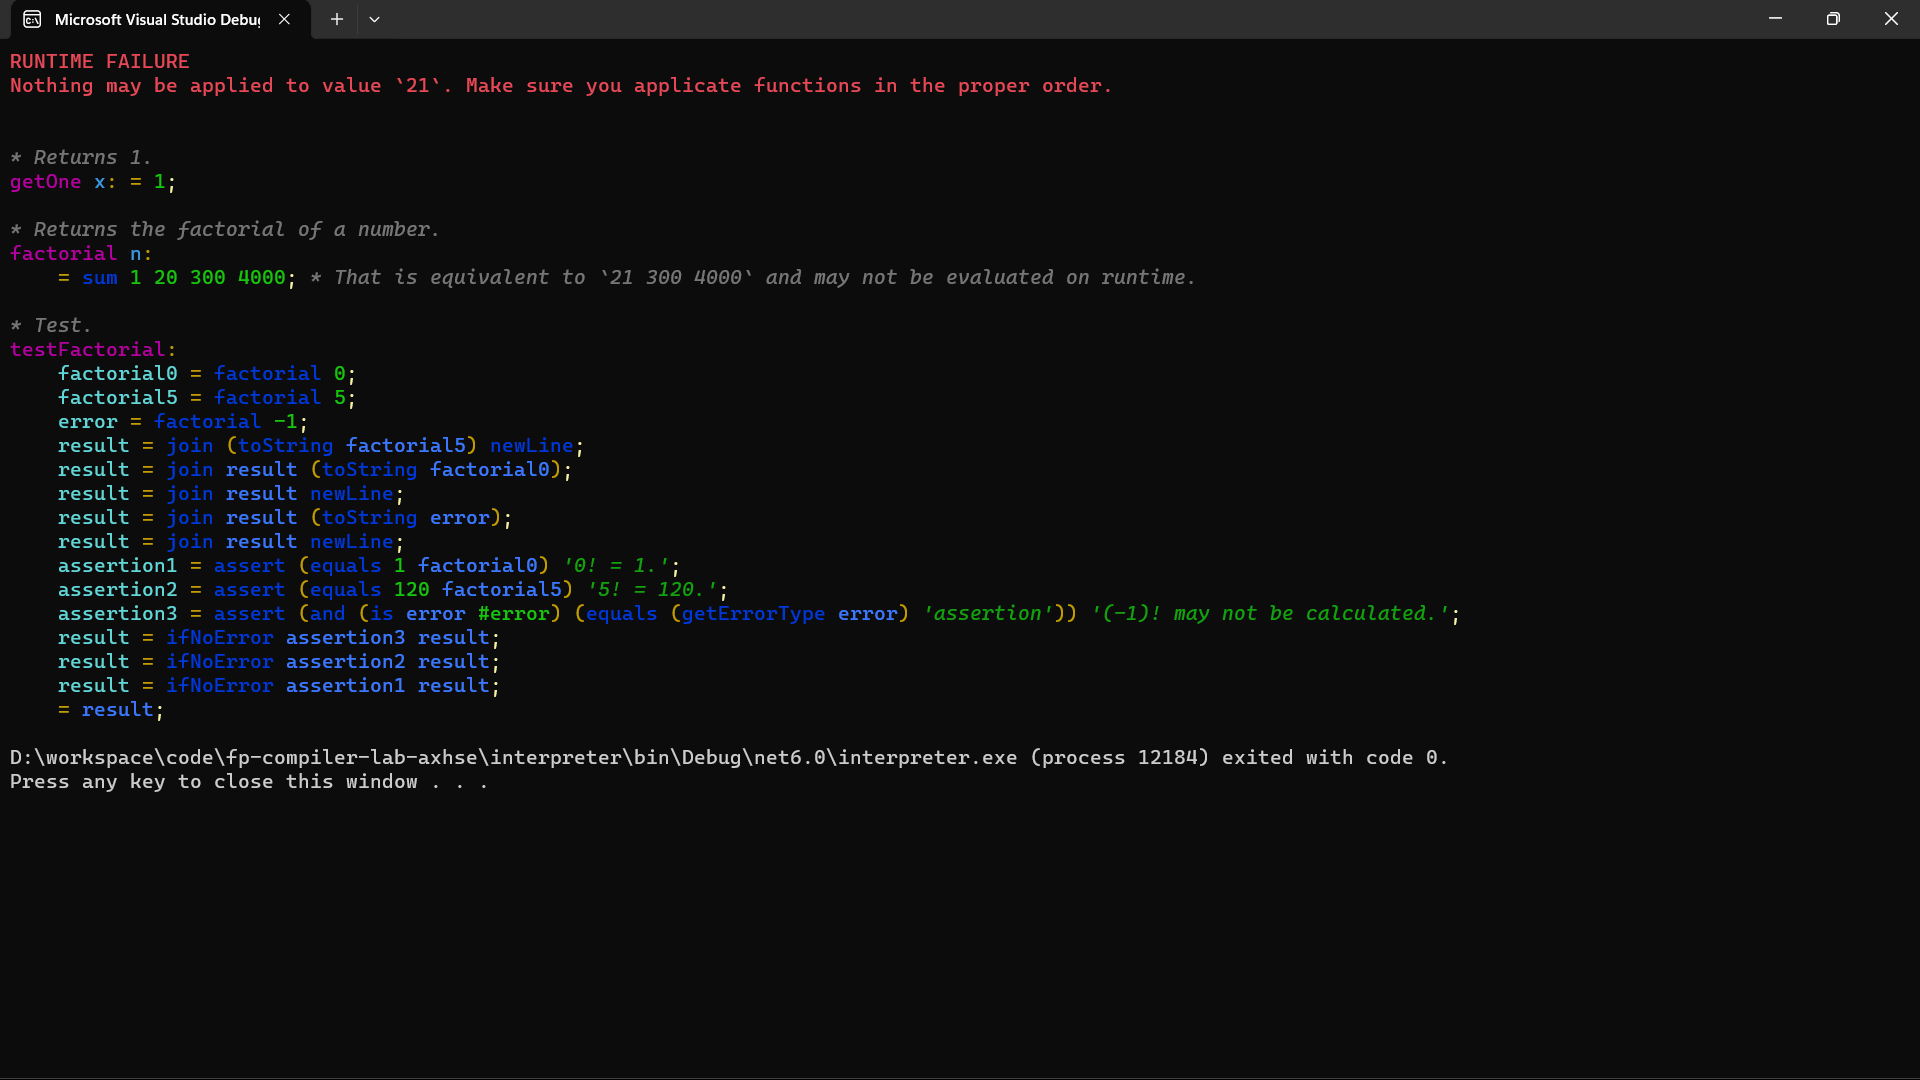 Microsoft Visual Studio Debug
RUNTIME FAILURE
Nothing may be applied to value `21`. Make sure you applicate functions in the proper order.
* Returns 1.
getOne x: = 1;
* Returns the factorial of a number.
factorial n:
    = sum 1 20 300 4000; * That is equivalent to `21 300 4000` and may not be evaluated on runtime.
* Test.
testFactorial:
    factorial0 = factorial 0;
    factorial5 = factorial 5;
    error = factorial -1;
    result = join (toString factorial5) newLine;
    result = join result (toString factorial0);
    result = join result newLine;
    result = join result (toString error);
    result = join result newLine;
    assertion1 = assert (equals 1 factorial0) '0! = 1.';
    assertion2 = assert (equals 120 factorial5) '5! = 120.';
    assertion3 = assert (and (is error #error) (equals (getErrorType error) 'assertion')) '(-1)! may not be calculated.';
    result = ifNoError assertion3 result;
    result = ifNoError assertion2 result;
    result = ifNoError assertion1 result;
    = result;
D:\workspace\code\fp-compiler-lab-axhse\interpreter\bin\Debug\net6.0\interpreter.exe (process 12184) exited with code 0.
Press any key to close this window . . .